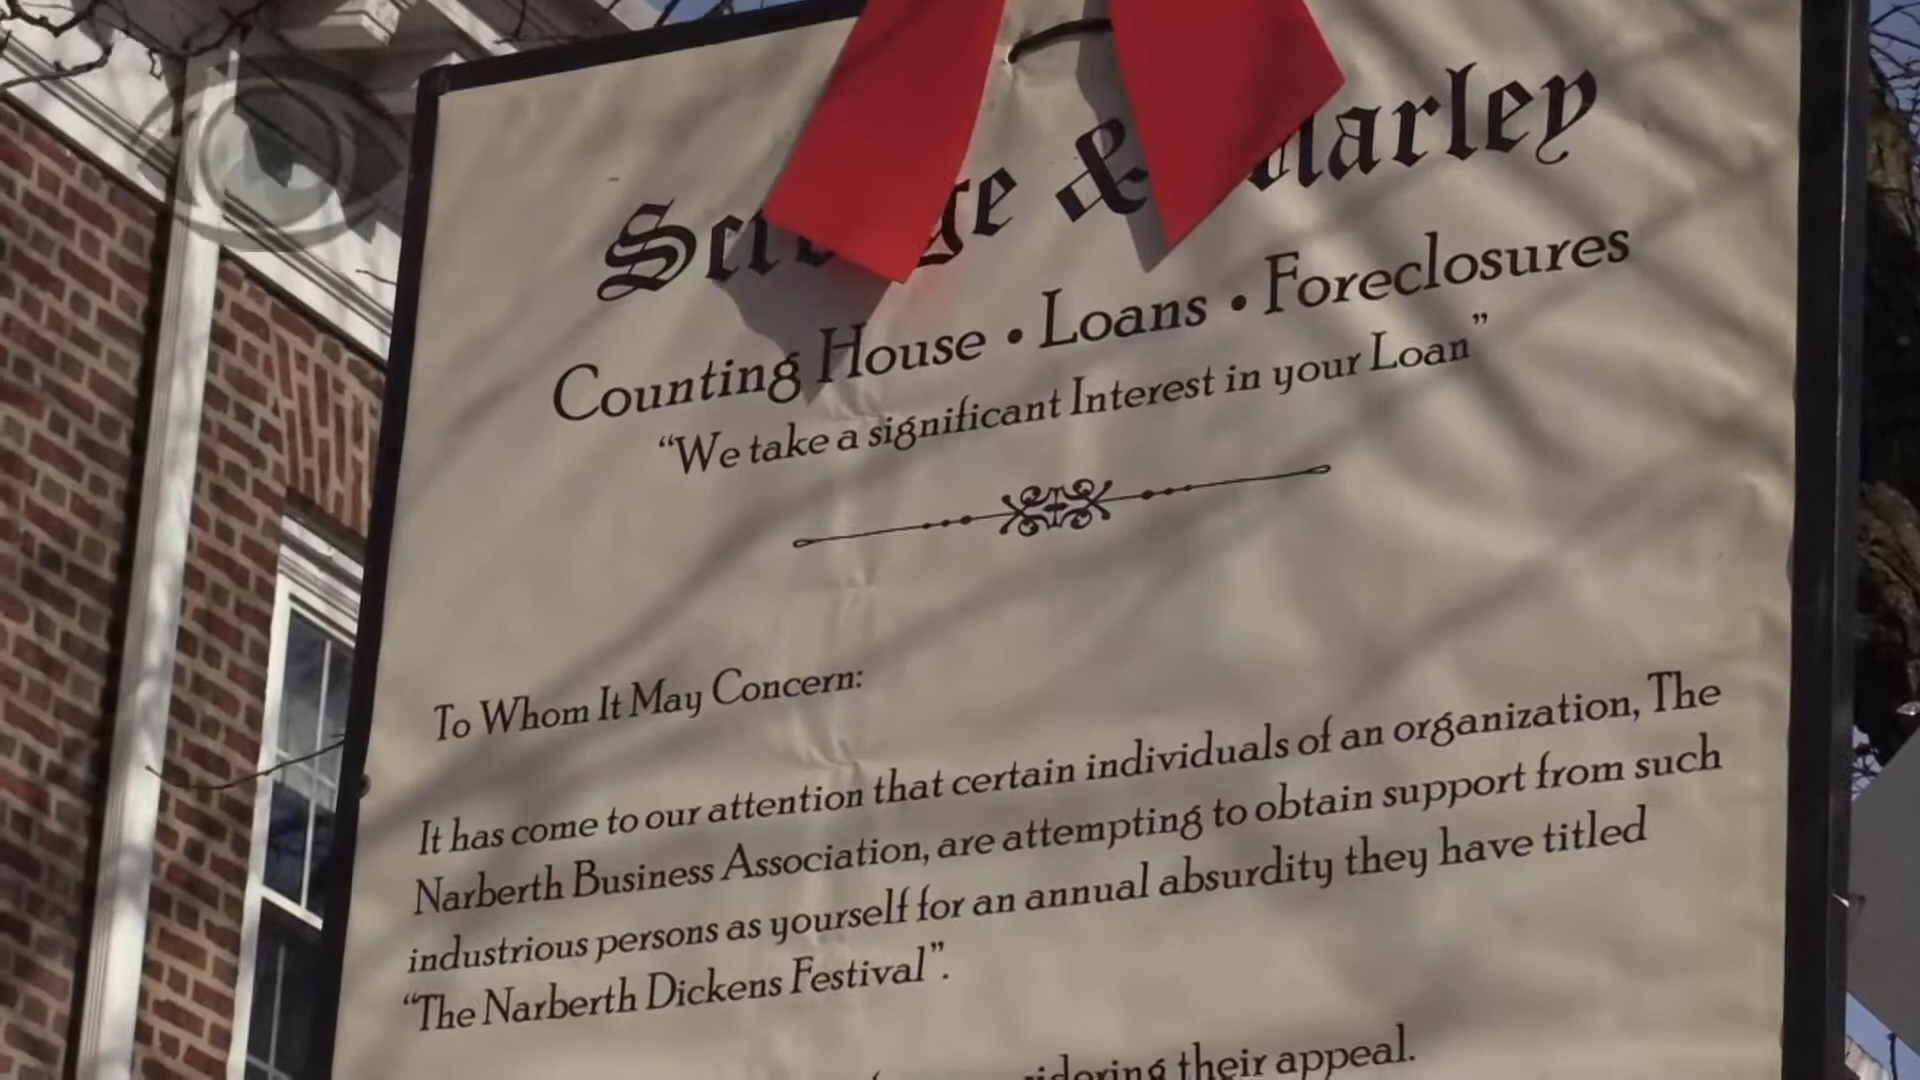 & Marley
Counting House • Loans • Foreclosures
“We take a significant Interest in your Loan”
To Whom It May Concern:
It has come to our attention that certain individuals of an organization, The
Narberth Business Association, are attempting to obtain support from such
industrious persons as yourself for an annual absurdity they have titled
“The Narberth Dickens Festival”.
their appeal.